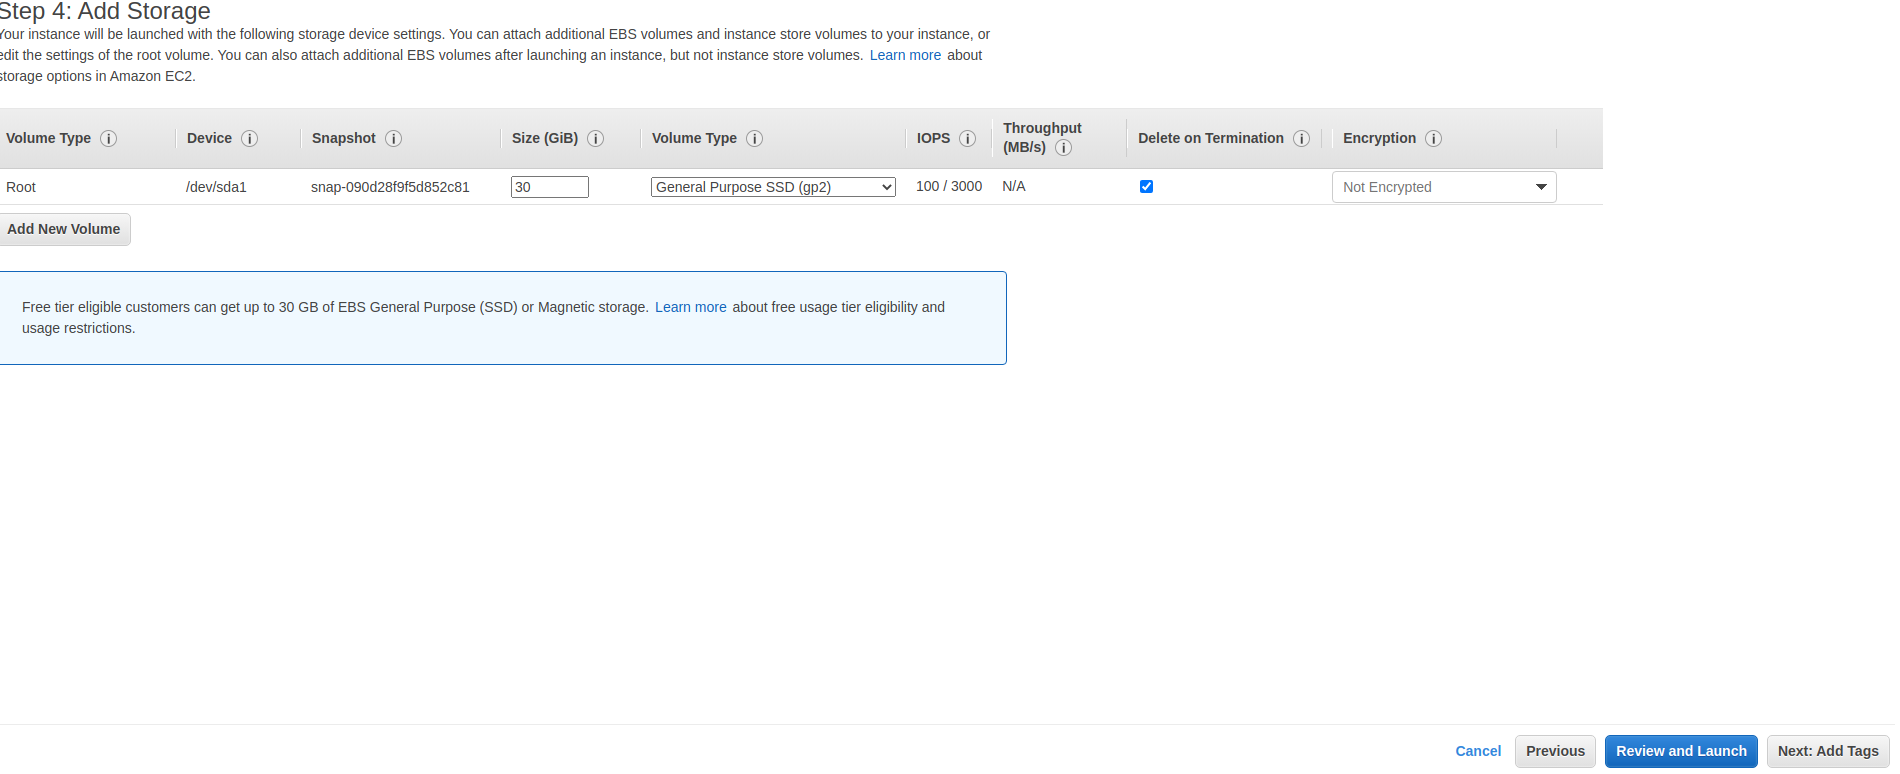 Step 4: Add Storage
Your instance will be launched with the following storage device settings. You can attach additional EBS volumes and instance store volumes to your instance, or
edit the settings of the root volume. You can also attach additional EBS volumes after launching an instance, but not instance store volumes. Learn more about
storage options in Amazon EC2.
Volume Type i Device i Snapshot i Size (GiB) i Volume Type i IOPS i Throughput (MB/s) i Delete on Termination i Encryption i
Root /dev/sda1 snap-090d28f9f5d852c81 30 General Purpose SSD (gp2) 100 / 3000 N/A Not Encrypted
Add New Volume
Free tier eligible customers can get up to 30 GB of EBS General Purpose (SSD) or Magnetic storage. Learn more about free usage tier eligibility and
usage restrictions.
Cancel Previous Review and Launch Next: Add Tags